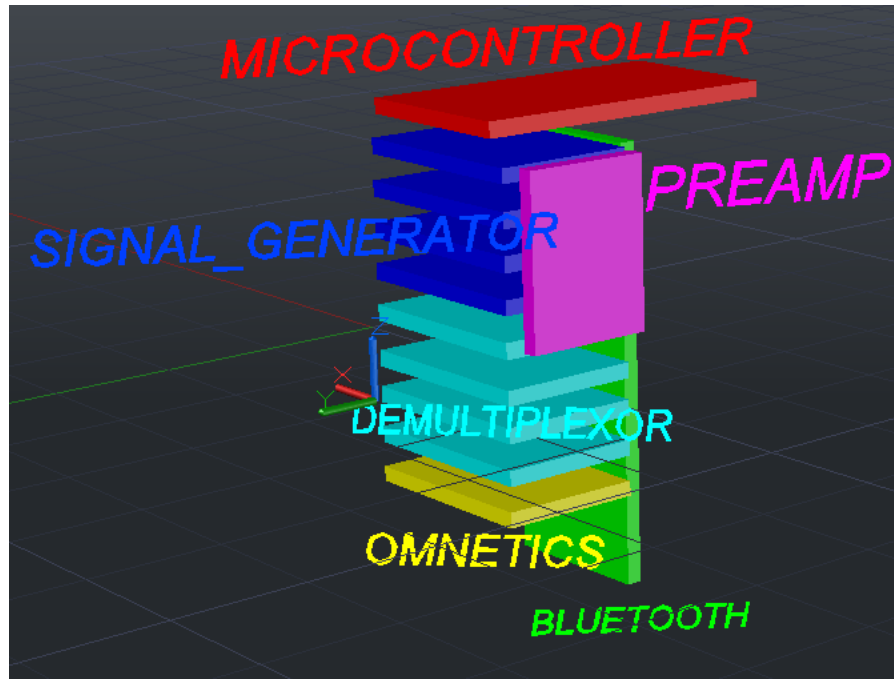 MICROCONTROLLER
PREAMP
SIGNAL_GENERATOR
Z
X
Y
DEMULTIPLEXOR
OMNETICS
BLUETOOTH